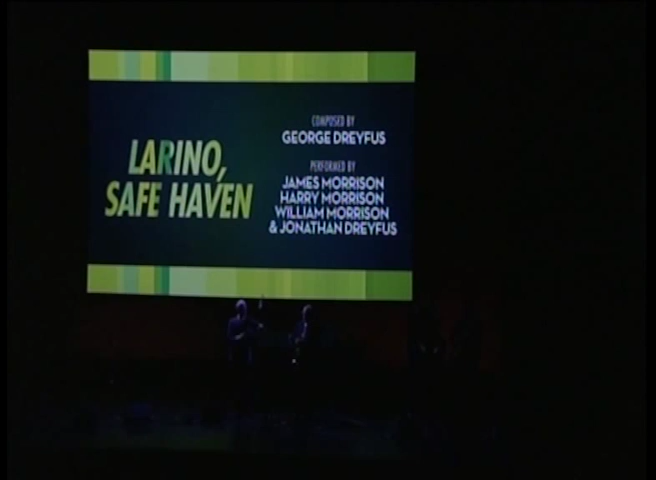 LARINO,
SAFE HAVEN
COMPOSED BY
GEORGE DREYFUS
PERFORMED BY
JAMES MORRISON
HARRY MORRISON
WILLIAM MORRISON
& JONATHAN DREYFUS